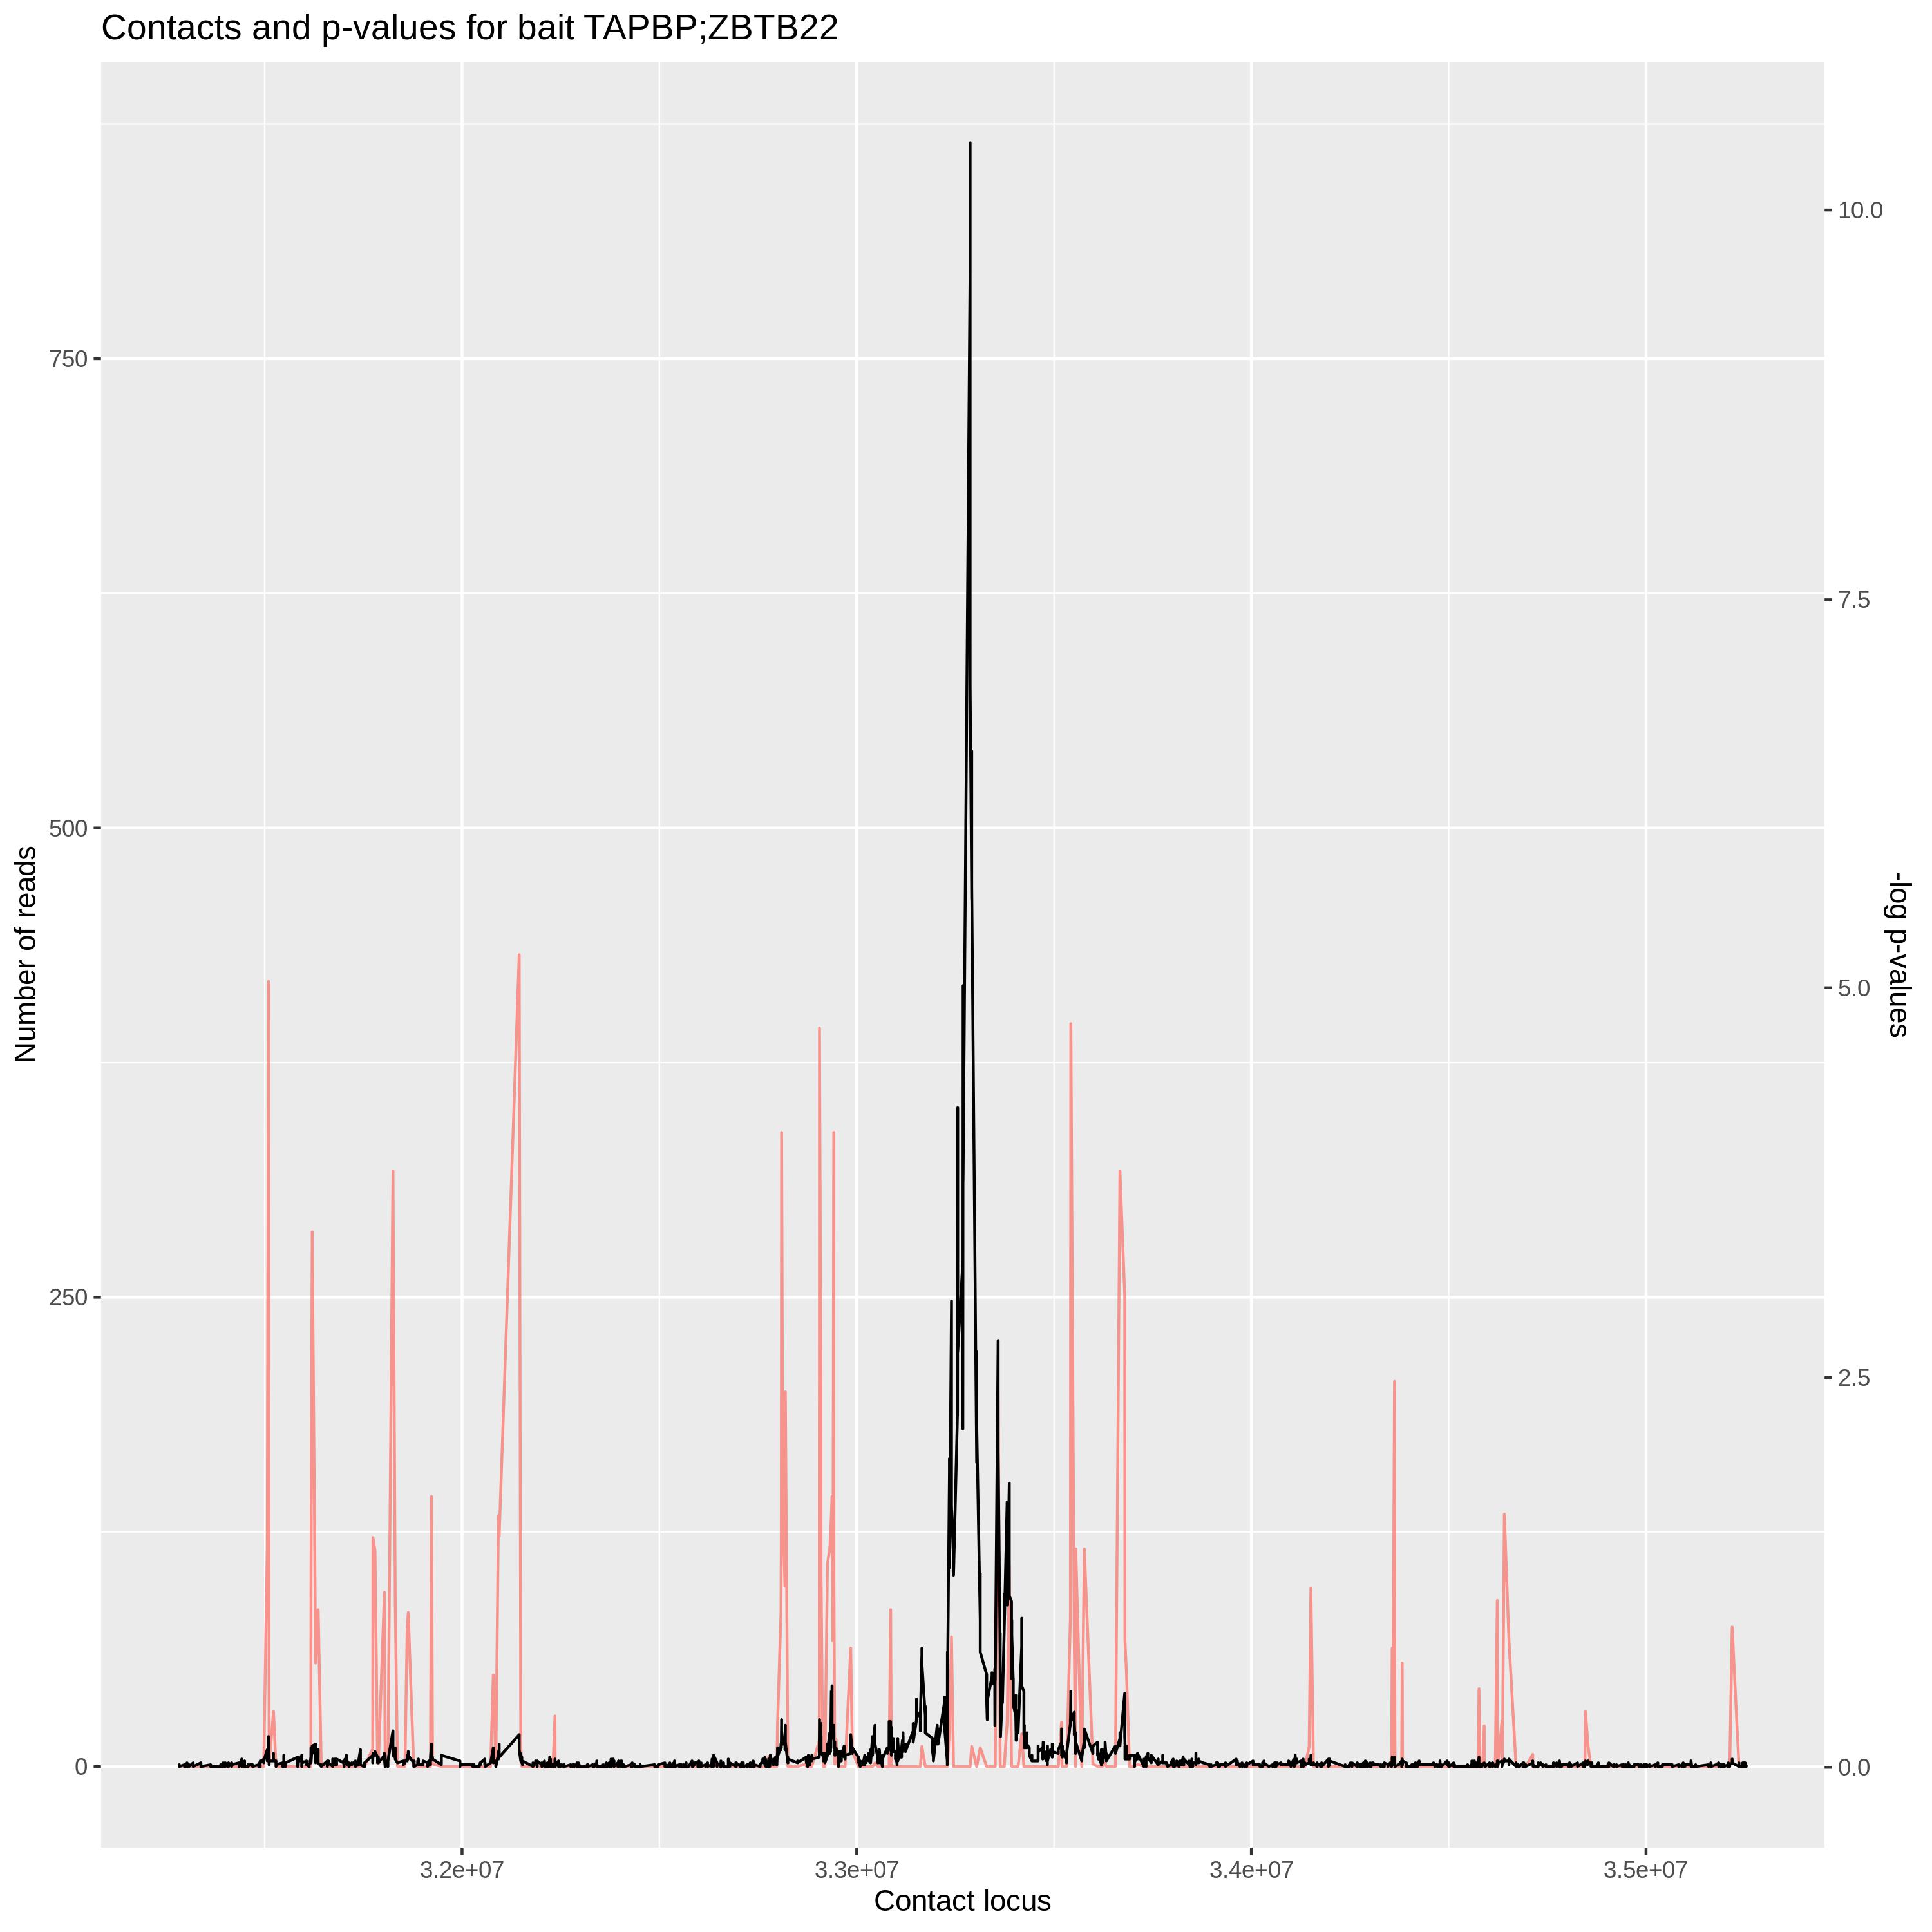 Contacts and p-values for bait TAPBP;ZBTB22
Number of reads
750
500
250
0
10.0
7.5
5.0
2.5
0.0
-log p-values
3.2e+07
3.3e+07
3.4e+07
3.5e+07
Contact locus